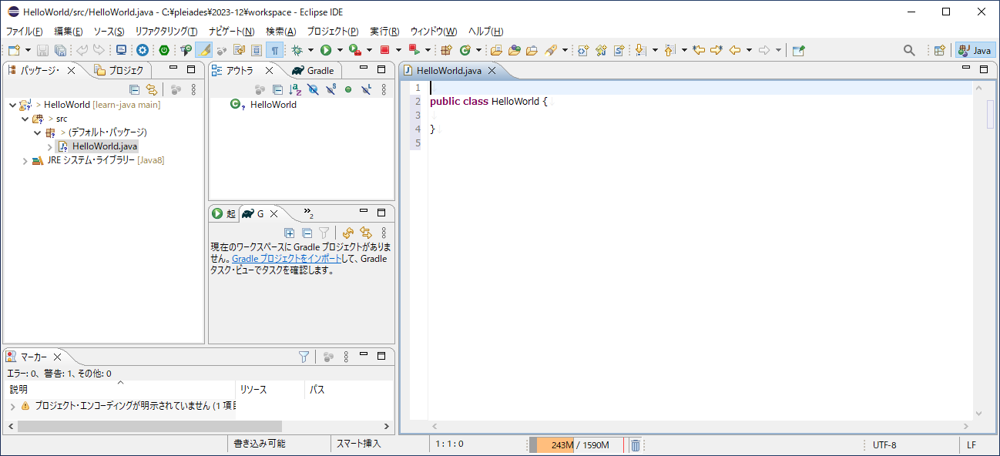 HelloWorld/src/HelloWorld.java - C:¥pleiades¥2023-12¥workspace - Eclipse IDE
ファイル(F) 編集(E) ソース(S) リファクタリング(T) ナビゲート(N) 検索(A) プロジェクト(P) 実行(R) ウィンドウ(W) ヘルプ(H)
Java
パッケージ・ プロジェク
HelloWorld [learn-java main]
> src
> (デフォルト・パッケージ)
HelloWorld.java
JRE システム・ライブラリー [Java8]
アウトラ Gradle
HelloWorld
起 G »2
現在のワークスペースに Gradle プロジェクトがありま
せん。Gradle プロジェクトをインポートして、Gradle
タスク・ビューでタスクを確認します。
HelloWorld.java
1
2 public class HelloWorld {
3
4 }
5
マーカー
エラー: 0、警告: 1、その他: 0
説明 リソース パス
プロジェクト・エンコーディングが明示されていません (1 項目
書き込み可能 スマート挿入 1 : 1 : 0 243M / 1590M UTF-8 LF